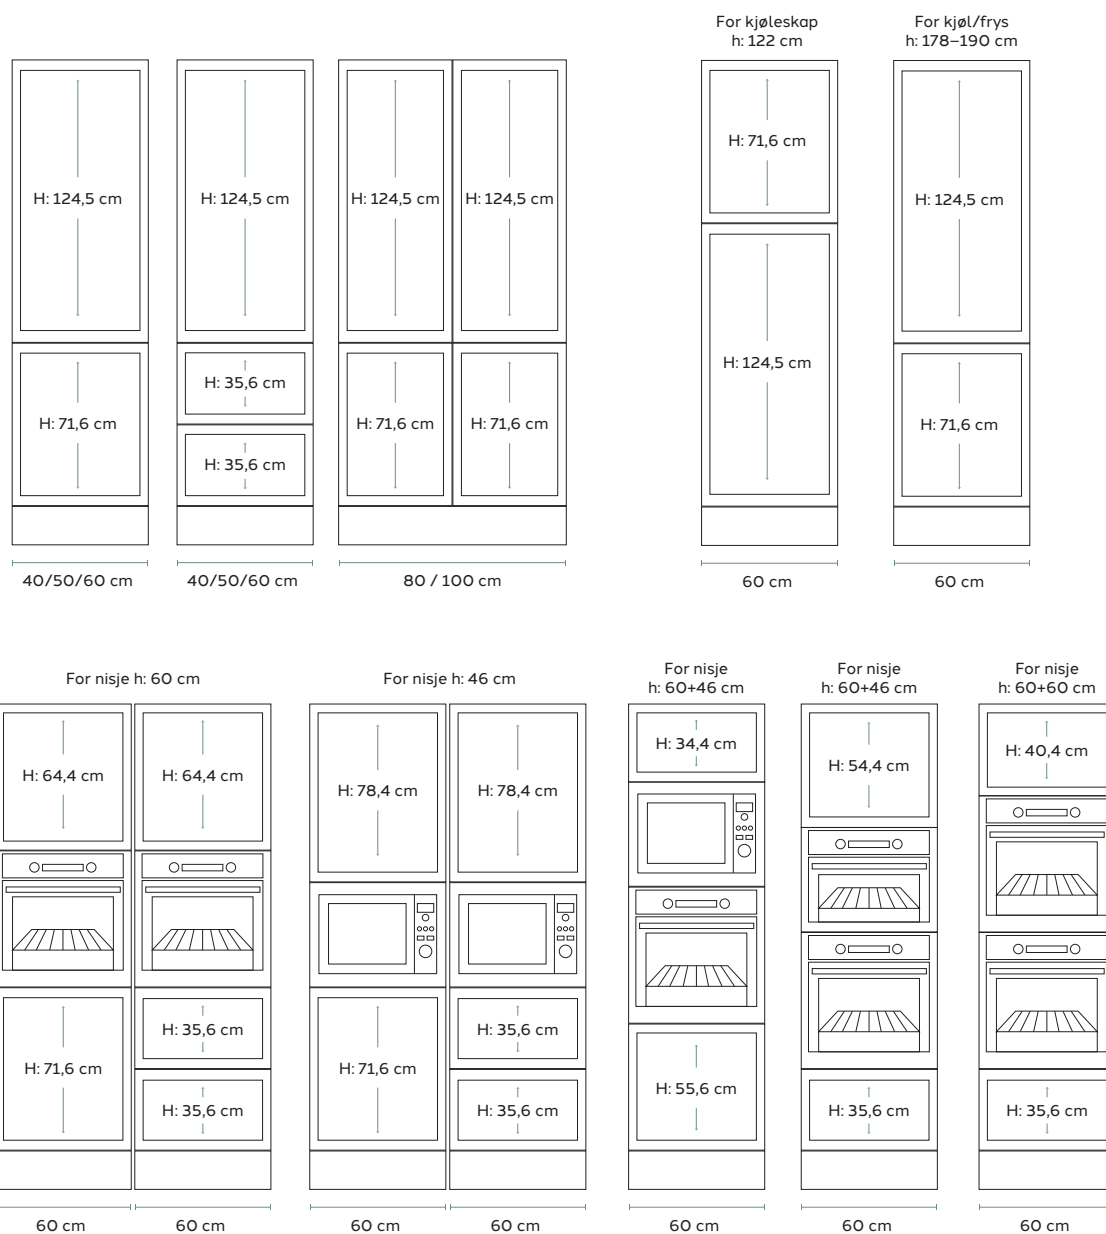 For kjøleskap
h: 122 cm
For kjøl/frys
h: 178–190 cm
H: 124,5 cm
H: 71,6 cm
40/50/60 cm
H: 124,5 cm
H: 35,6 cm
H: 35,6 cm
40/50/60 cm
H: 124,5 cm
H: 124,5 cm
H: 71,6 cm
H: 71,6 cm
80 / 100 cm
H: 71,6 cm
H: 124,5 cm
60 cm
H: 124,5 cm
H: 71,6 cm
60 cm
For nisje h: 60 cm
H: 64,4 cm
H: 71,6 cm
60 cm
H: 64,4 cm
H: 35,6 cm
H: 35,6 cm
60 cm
For nisje h: 46 cm
H: 78,4 cm
H: 71,6 cm
60 cm
H: 78,4 cm
H: 35,6 cm
H: 35,6 cm
60 cm
For nisje
h: 60+46 cm
H: 34,4 cm
H: 55,6 cm
60 cm
For nisje
h: 60+46 cm
H: 54,4 cm
H: 35,6 cm
60 cm
For nisje
h: 60+60 cm
H: 40,4 cm
H: 35,6 cm
60 cm